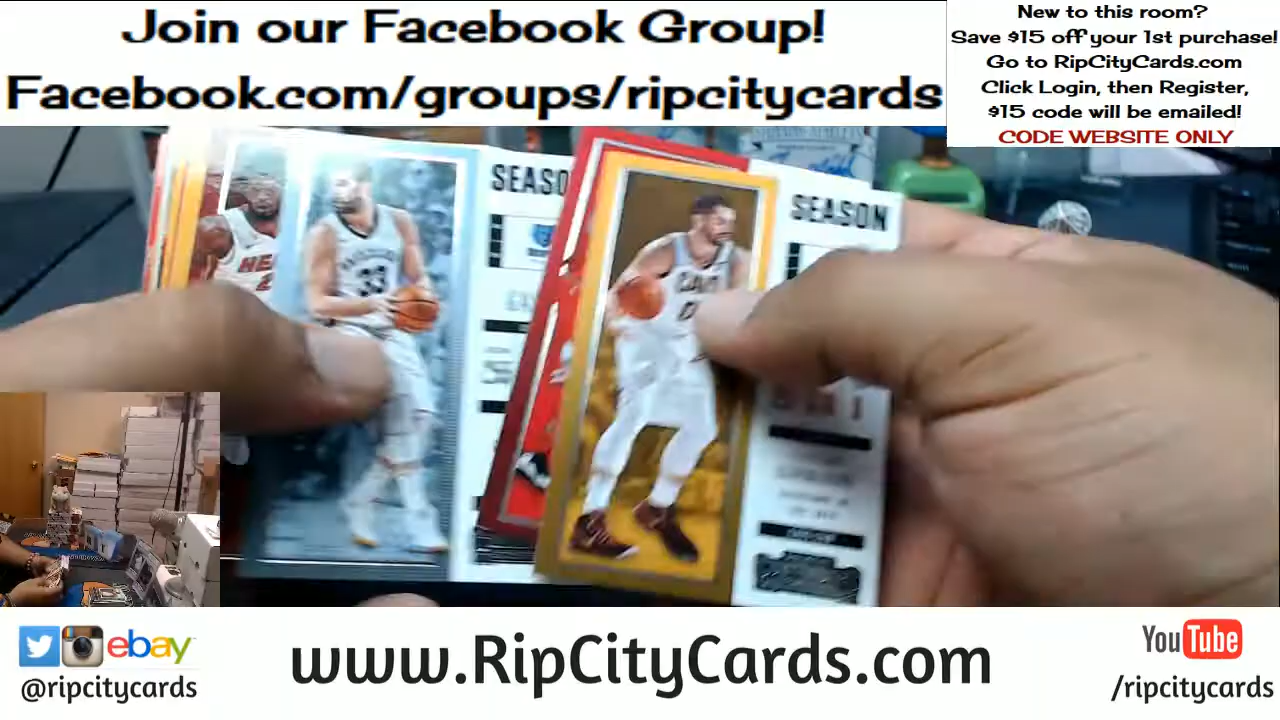 Join our Facebook Group!
Facebook.com/groups/ripcitycards
New to this room?
Save $15 off your 1st purchase!
Go to RipCityCards.com
Click Login, then Register,
$15 code will be emailed!
CODE WEBSITE ONLY
SEASON
SEASON
33
ebay
@ripcitycards
www.RipCityCards.com
YouTube
/ripcitycards